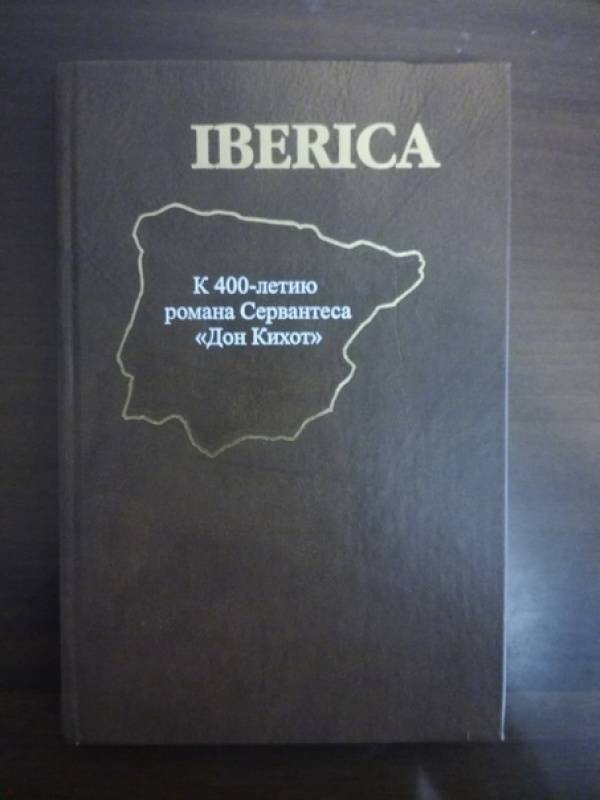 IBERICA
К 400-летию
романа Сервантеса
«Дон Кихот»